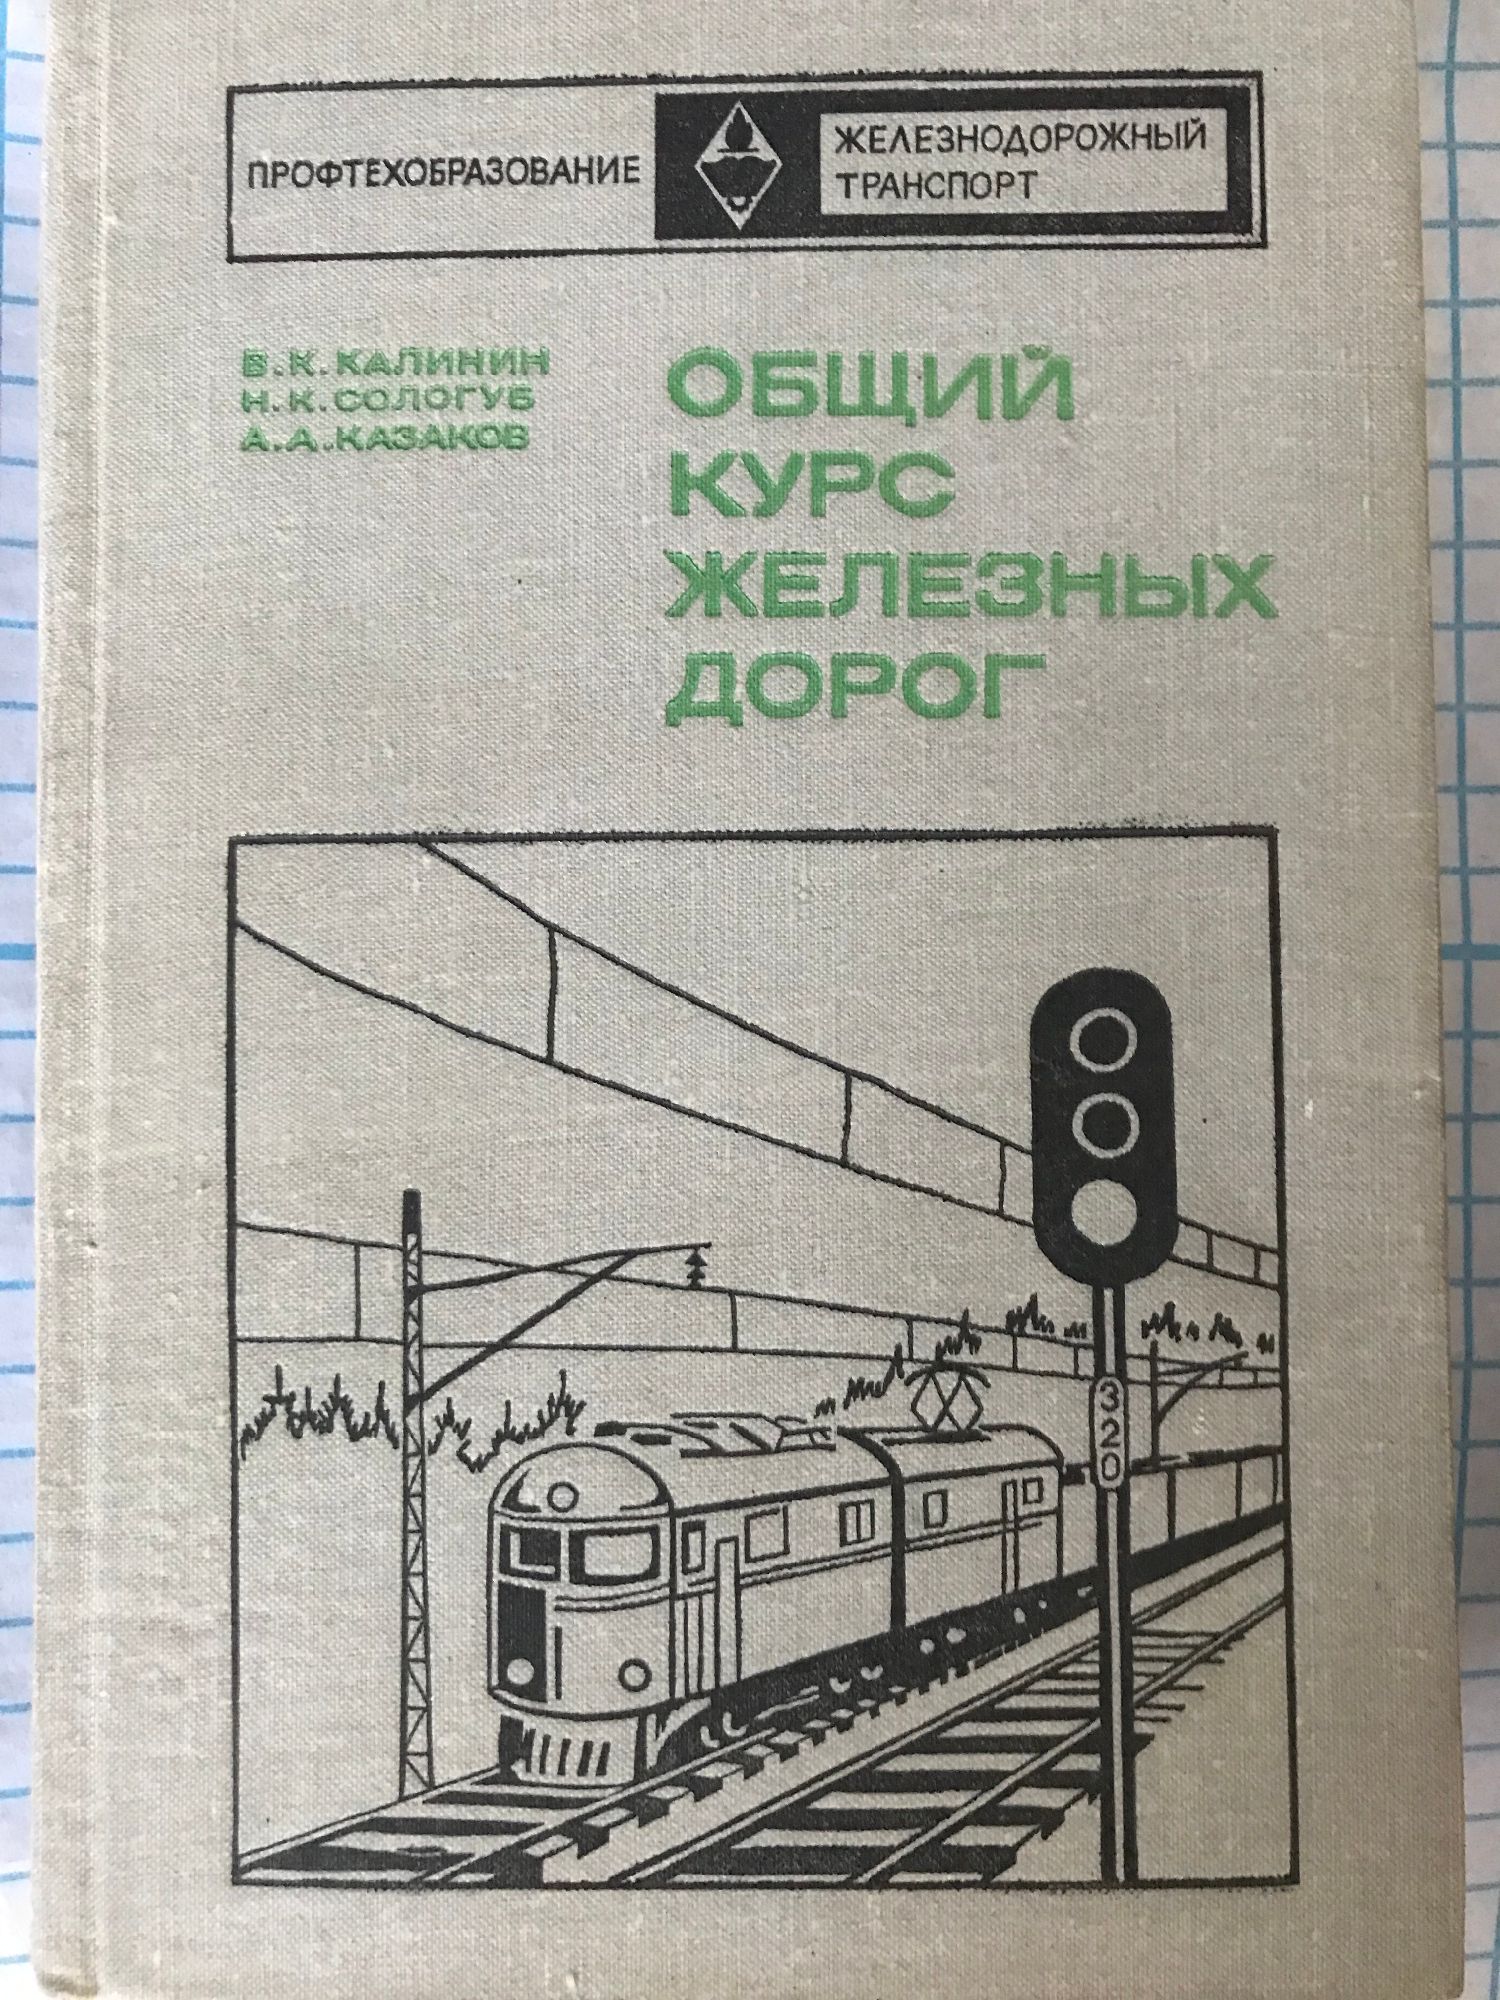 ПРОФТЕХОБРАЗОВАНИЕ
ЖЕЛЕЗНОДОРОЖНЫЙ
ТРАНСПОРТ
В.К.КАЛИНИН
Н.К.СОЛОГУБ
А.А.КАЗАКОВ
ОБЩИЙ
КУРС
ЖЕЛЕЗНЫХ
ДОРОГ
320